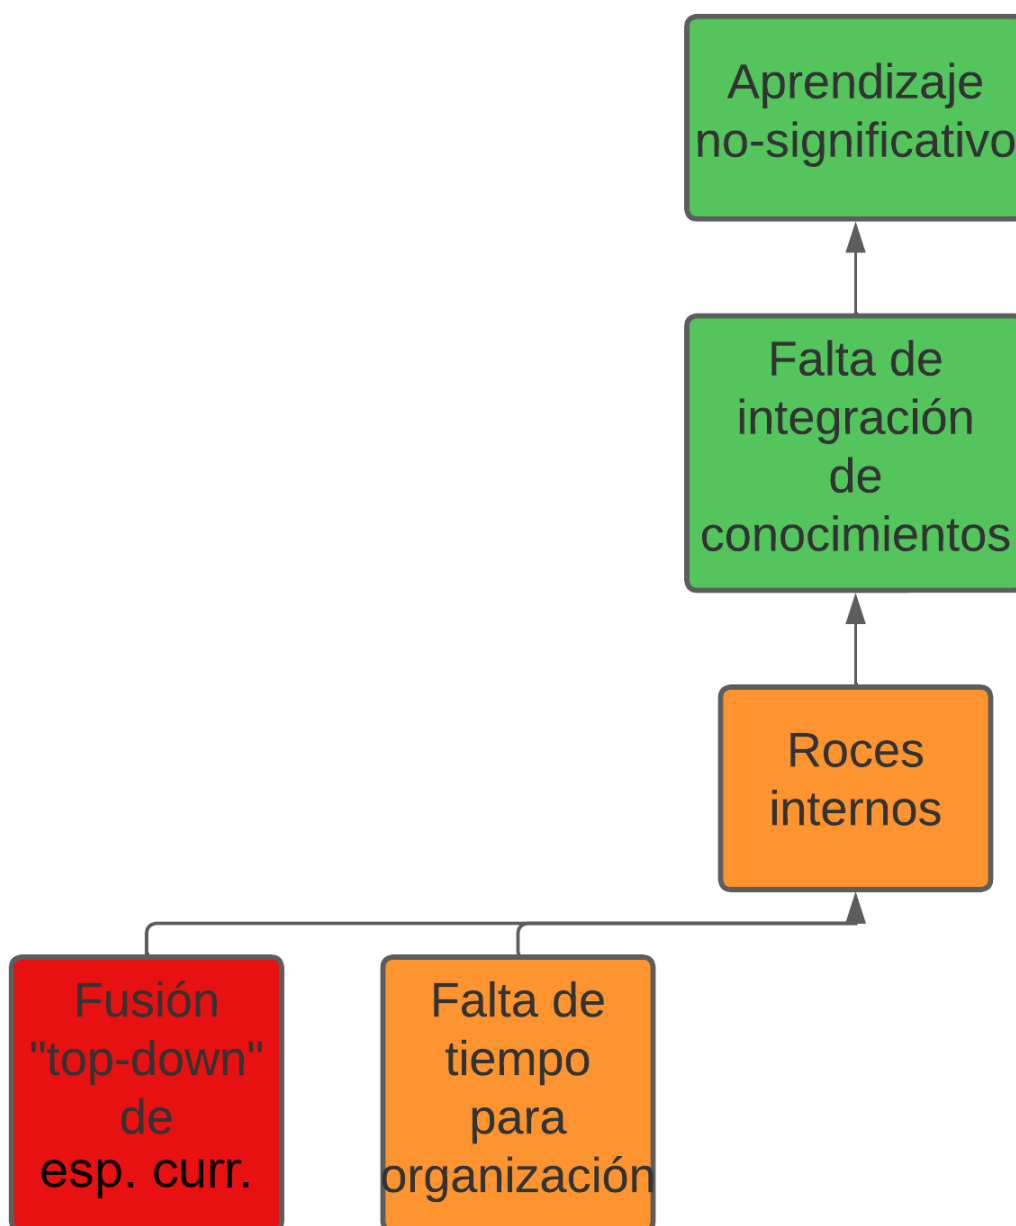 Aprendizaje
no-significativo
Falta de
integración
de
conocimientos
Roces
internos
Fusión
"top-down"
de
esp. curr.
Falta de
tiempo
para
organización